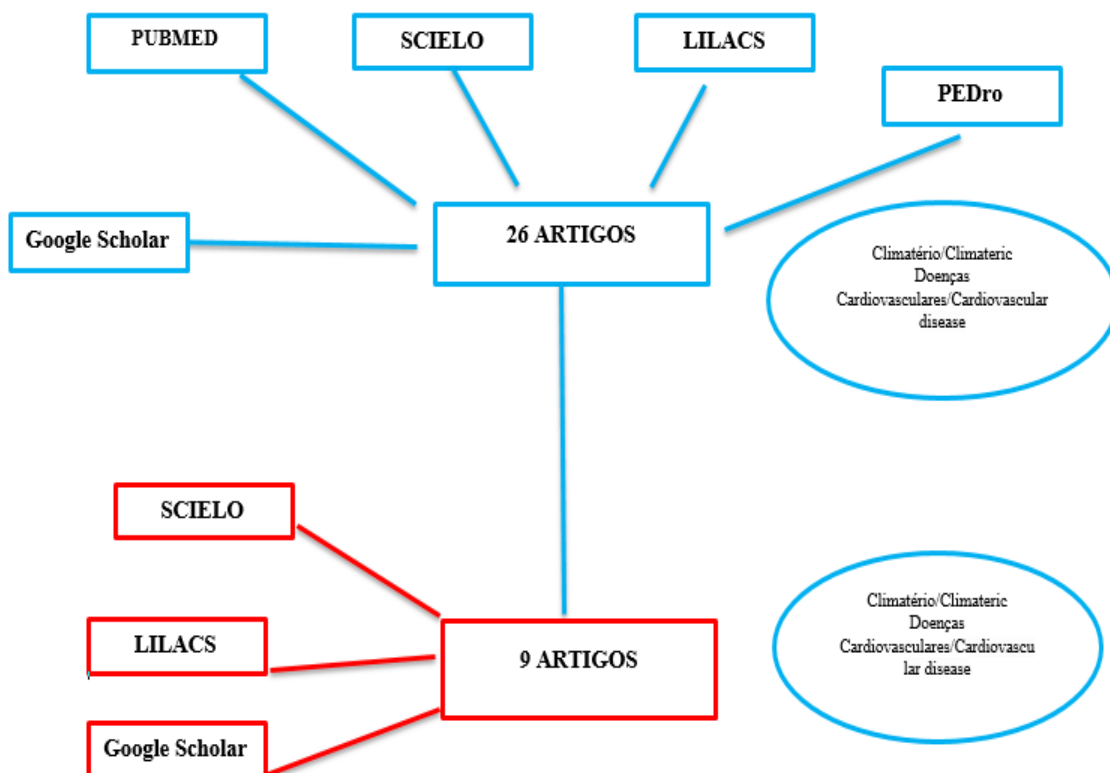 PUBMED
SCIELO
LILACS
PEDro
Google Scholar
26 ARTIGOS
Climatério/Climateric
Doenças
Cardiovasculares/Cardiovascular
disease
SCIELO
LILACS
Google Scholar
9 ARTIGOS
Climatério/Climateric
Doenças
Cardiovasculares/Cardiovascu
lar disease